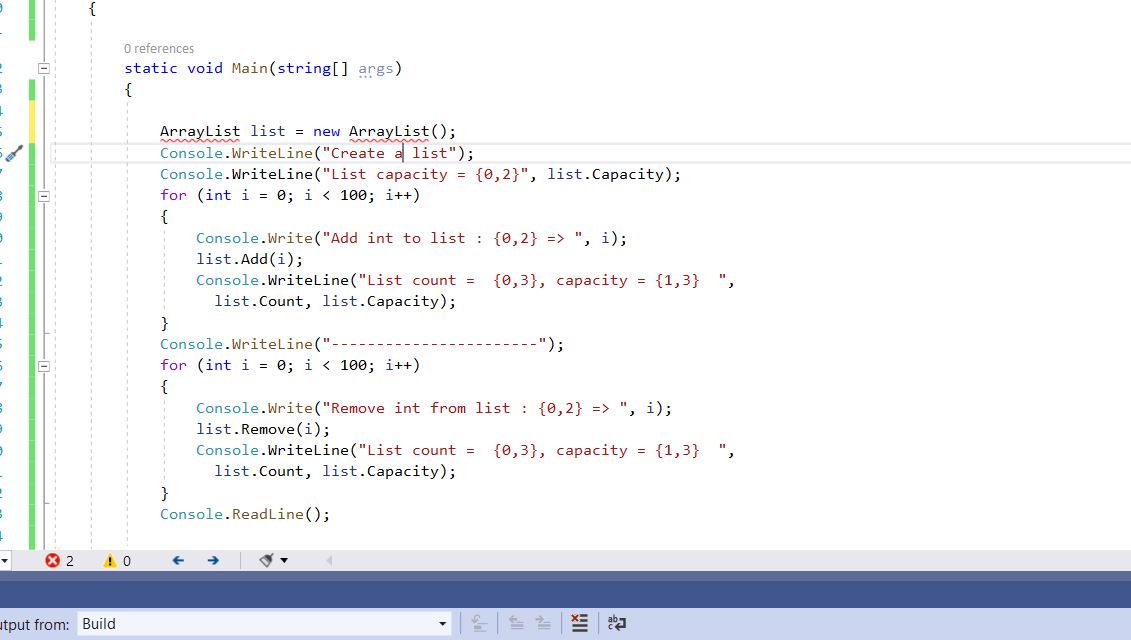 {
0 references
static void Main(string[] args)
{
ArrayList list = new ArrayList();
Console.WriteLine("Create a list");
Console.WriteLine("List capacity = {0,2}", list.Capacity);
for (int i = 0; i < 100; i++)
{
Console.Write("Add int to list : {0,2} => ", i);
list.Add(i);
Console.WriteLine("List count =  {0,3}, capacity = {1,3}  ",
list.Count, list.Capacity);
}
Console.WriteLine("-----------------------");
for (int i = 0; i < 100; i++)
{
Console.Write("Remove int from list : {0,2} => ", i);
list.Remove(i);
Console.WriteLine("List count =  {0,3}, capacity = {1,3}  ",
list.Count, list.Capacity);
}
Console.ReadLine();
2 0
utput from: Build